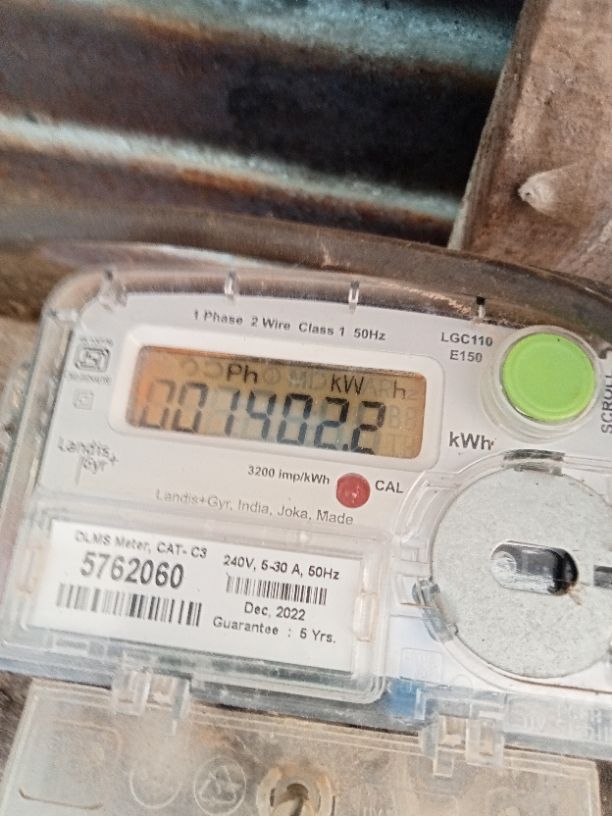 1 Phase 2 Wire Class 1 50Hz
LGC110
E150
Ph kW h
001402.2
kWh
SCROLL
Landis
Gyr+
3200 imp/kWh
CAL
Landis+Gyr, India, Joka, Made
DLMS Meter, CAT- C3
5762060
240V, 5-30 A, 50Hz
Dec, 2022
Guarantee : 5 Yrs.